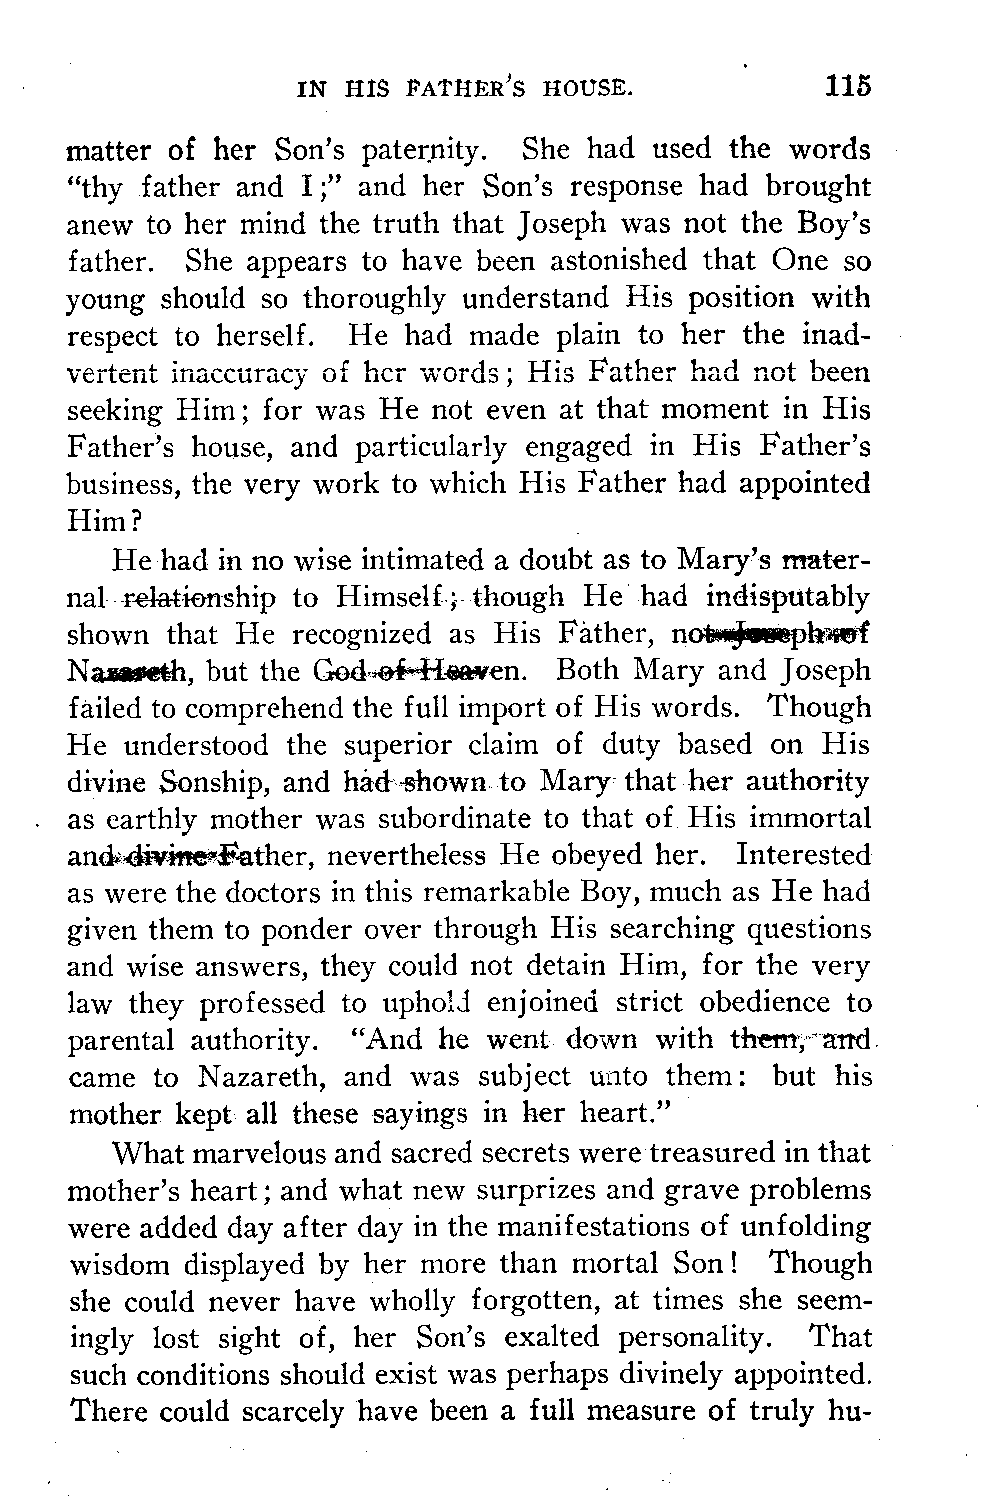 IN HIS FATHER'S HOUSE. 115
matter of her Son's paternity. She had used the words
"thy father and I;" and her Son's response had brought
anew to her mind the truth that Joseph was not the Boy's
father. She appears to have been astonished that One so
young should so thoroughly understand His position with
respect to herself. He had made plain to her the inad-
vertent inaccuracy of her words; His Father had not been
seeking Him; for was He not even at that moment in His
Father's house, and particularly engaged in His Father's
business, the very work to which His Father had appointed
Him?
He had in no wise intimated a doubt as to Mary's mater-
nal relationship to Himself; though He had indisputably
shown that He recognized as His Father, not Joseph of
Nazareth, but the God of Heaven. Both Mary and Joseph
failed to comprehend the full import of His words. Though
He understood the superior claim of duty based on His
divine Sonship, and had shown to Mary that her authority
as earthly mother was subordinate to that of His immortal
and divine Father, nevertheless He obeyed her. Interested
as were the doctors in this remarkable Boy, much as He had
given them to ponder over through His searching questions
and wise answers, they could not detain Him, for the very
law they professed to uphold enjoined strict obedience to
parental authority. "And he went down with them, and
came to Nazareth, and was subject unto them: but his
mother kept all these sayings in her heart."
What marvelous and sacred secrets were treasured in that
mother's heart; and what new surprizes and grave problems
were added day after day in the manifestations of unfolding
wisdom displayed by her more than mortal Son! Though
she could never have wholly forgotten, at times she seem-
ingly lost sight of, her Son's exalted personality. That
such conditions should exist was perhaps divinely appointed.
There could scarcely have been a full measure of truly hu-